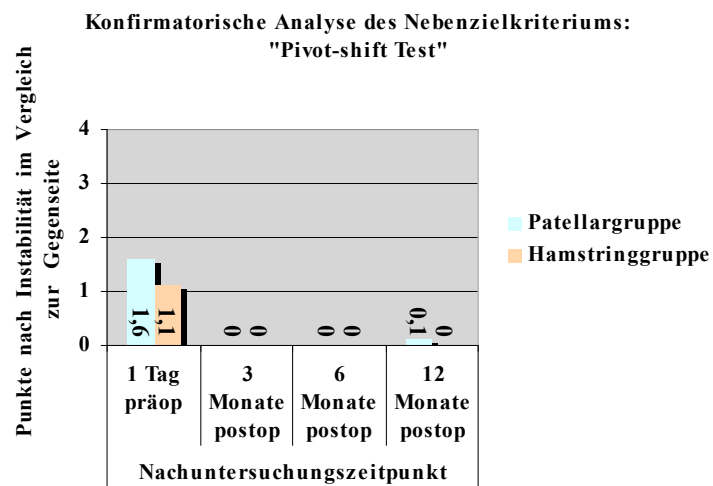 Konfirmatorische Analyse des Nebenzielkriteriums:
"Pivot-shift Test"
Punkte nach Instabilität im Vergleich
zur Gegenseite
4
3
2
1
0
1,6
1,1
0
0
0
0
0,1
0
1 Tag
präop
3
Monate
postop
6
Monate
postop
12
Monate
postop
Nachuntersuchungszeitpunkt
Patellargruppe
Hamstringgruppe